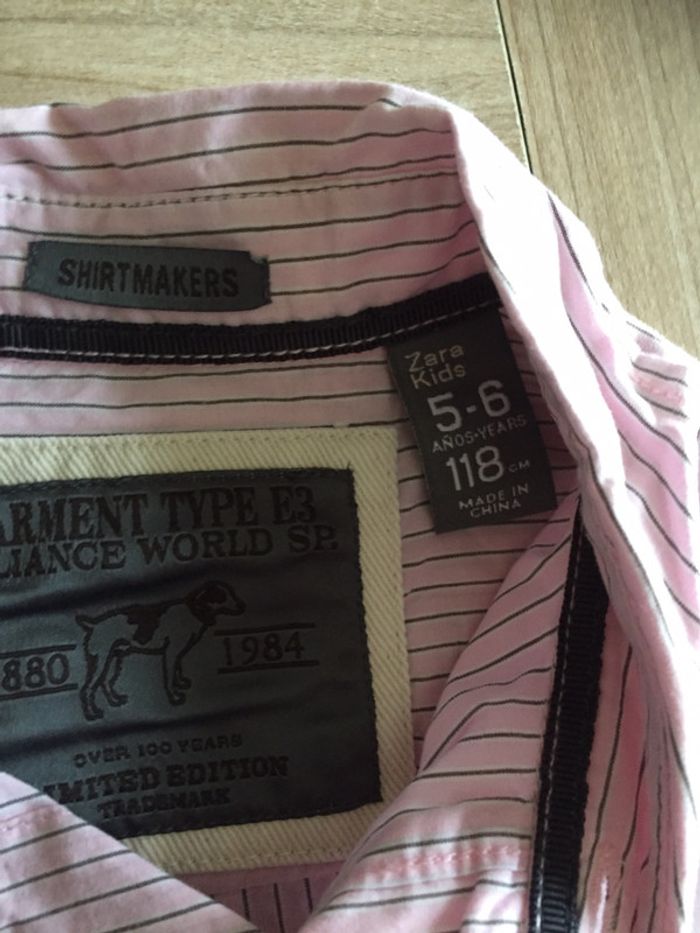 SHIRTMAKERS
Zara
Kids
5-6
AÑOS-YEARS
118 CM
MADE IN
CHINA
ARMENT TYPE E3
LIANCE WORLD SP.
880 1984
OVER 100 YEARS
IMITED EDITION
TRADEMARK